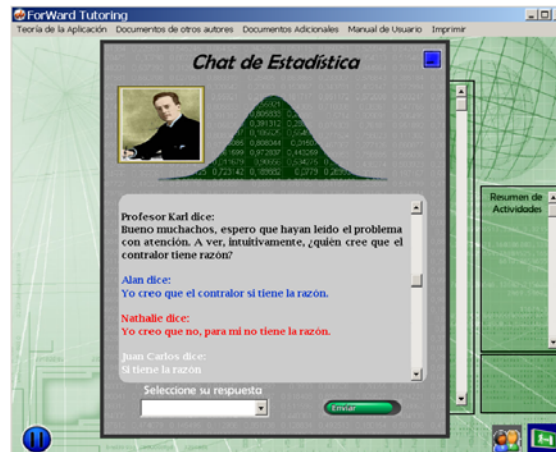 ForWard Tutoring
Teoría de la Aplicación Documentos de otros autores Documentos Adicionales Manual de Usuario Imprimir
Chat de Estadística
Profesor Karl dice:
Bueno muchachos, espero que hayan leído el problema
con atención. A ver, intuitivamente, ¿quién cree que el
contralor tiene razón?
Alan dice:
Yo creo que el contralor si tiene la razón.
Nathalie dice:
Yo creo que no, para mi no tiene la razón.
Juan Carlos dice:
Si tiene la razón
Resumen de
Actividades
Seleccione su respuesta
Enviar